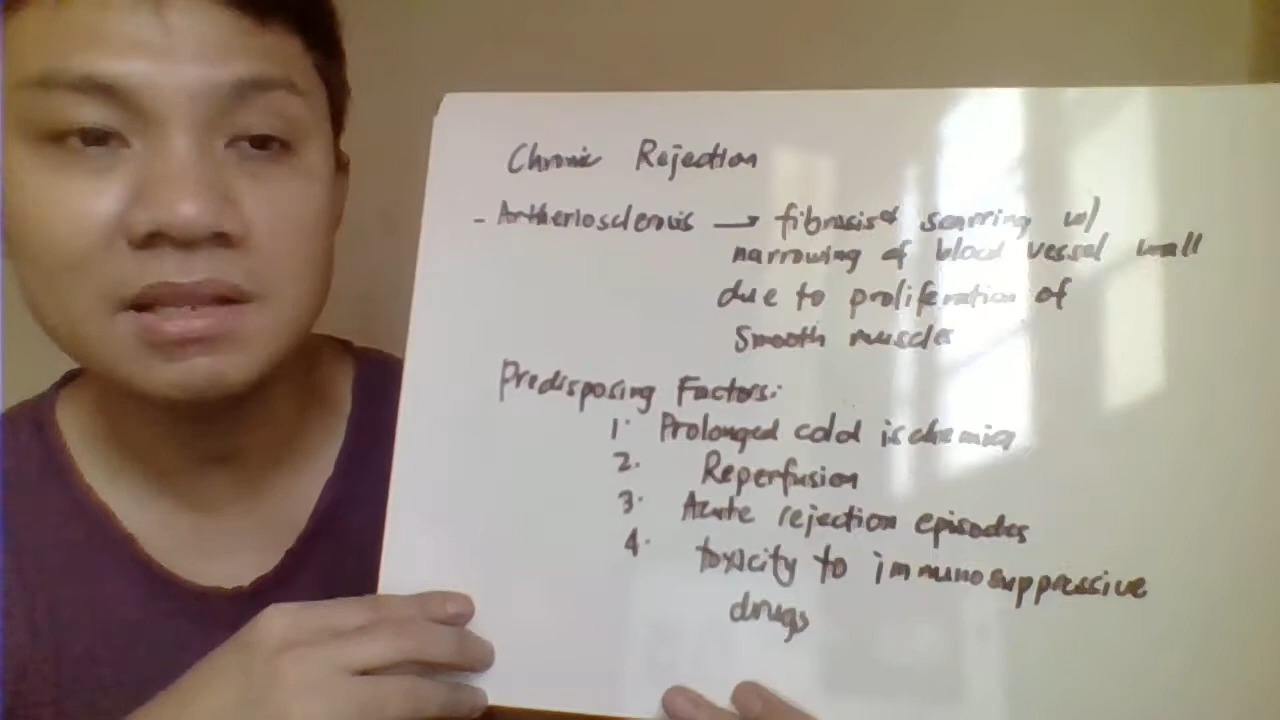 Chronic Rejection
- Artheriosclerosis → fibrosis & scarring w/
narrowing of blood vessel wall
due to proliferation of
smooth muscles
Predisposing Factors:
1. Prolonged cold ischemia
2. Reperfusion
3. Acute rejection episodes
4. toxicity to immunosuppressive
drugs